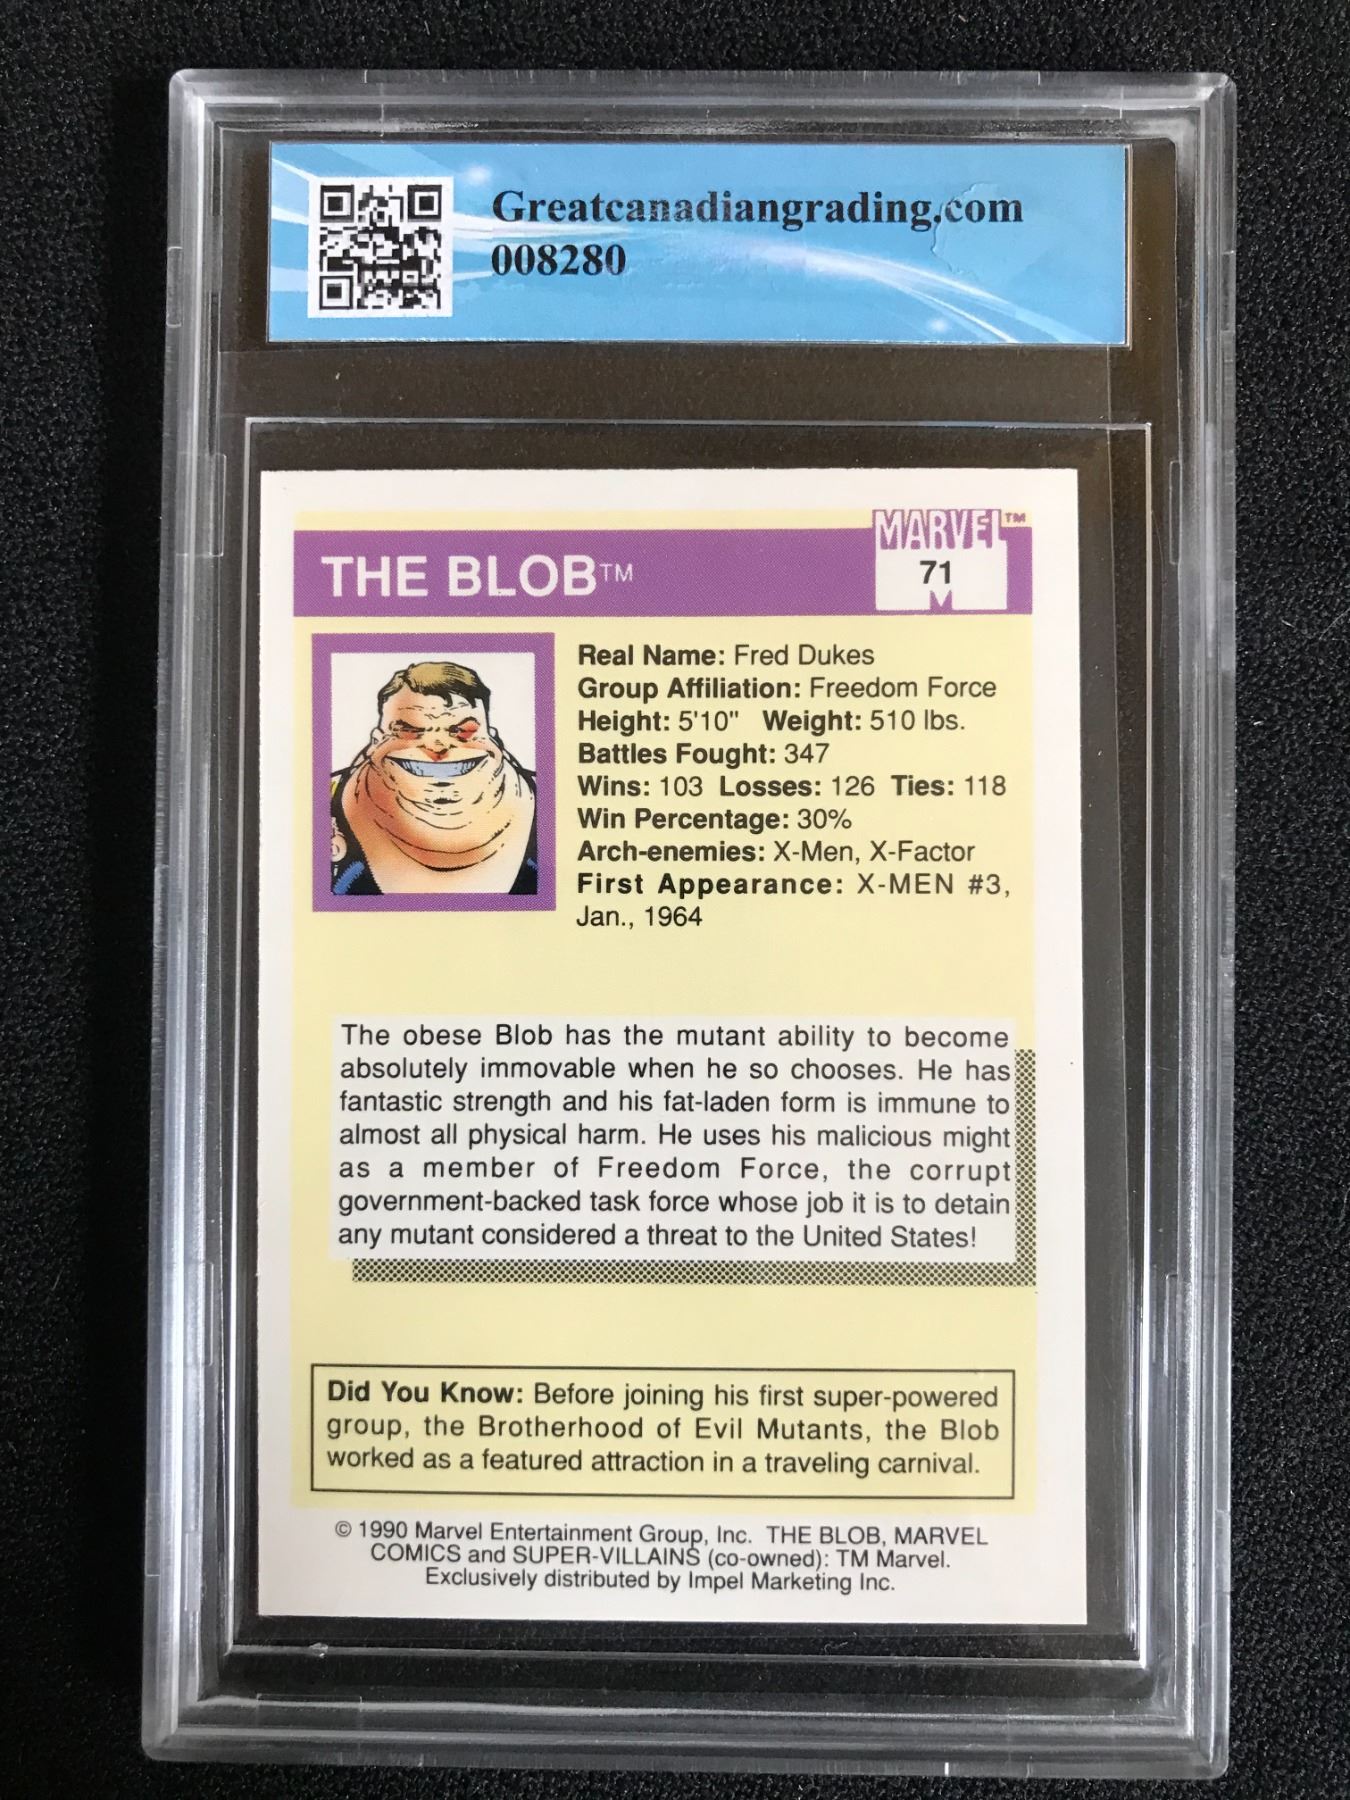 Greatcanadiangrading.com
008280
MARVEL™
THE BLOB™
71
Real Name: Fred Dukes
Group Affiliation: Freedom Force
Height: 5'10" Weight: 510 lbs.
Battles Fought: 347
Wins: 103 Losses: 126 Ties: 118
Win Percentage: 30%
Arch-enemies: X-Men, X-Factor
First Appearance: X-MEN #3,
Jan., 1964
The obese Blob has the mutant ability to become
absolutely immovable when he so chooses. He has
fantastic strength and his fat-laden form is immune to
almost all physical harm. He uses his malicious might
as a member of Freedom Force, the corrupt
government-backed task force whose job it is to detain
any mutant considered a threat to the United States!
Did You Know: Before joining his first super-powered
group, the Brotherhood of Evil Mutants, the Blob
worked as a featured attraction in a traveling carnival.
© 1990 Marvel Entertainment Group, Inc. THE BLOB, MARVEL
COMICS and SUPER-VILLAINS (co-owned): TM Marvel.
Exclusively distributed by Impel Marketing Inc.